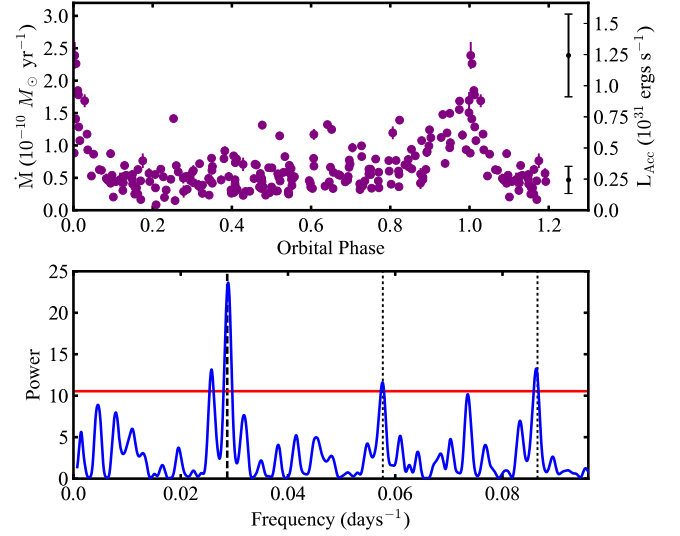 3.0
2.5
2.0
1.5
1.0
0.5
0.0
Ṁ (10⁻¹⁰ M⊙ yr⁻¹)
1.5
1.25
1.0
0.75
0.5
0.25
0.0
L_Acc (10³¹ ergs s⁻¹)
0.0 0.2 0.4 0.6 0.8 1.0 1.2
Orbital Phase
25
20
15
10
5
0
Power
0.0 0.02 0.04 0.06 0.08
Frequency (days⁻¹)